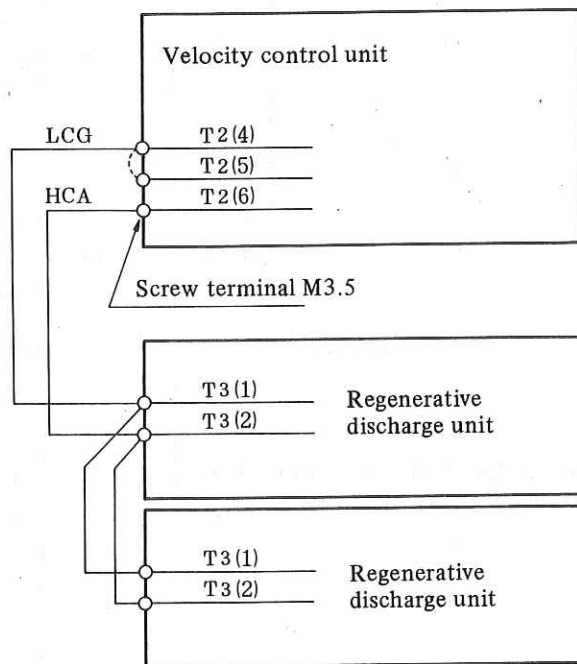 Velocity control unit
LCG
T2(4)
T2(5)
HCA
T2(6)
Screw terminal M3.5
T3(1)
T3(2)
Regenerative
discharge unit
T3(1)
T3(2)
Regenerative
discharge unit